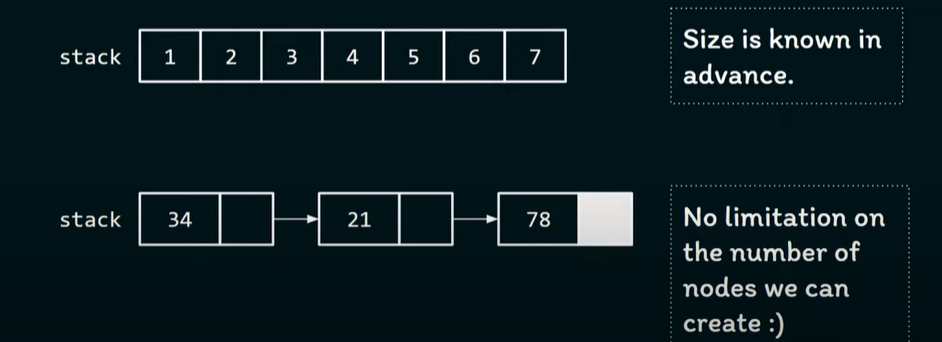 stack 1 2 3 4 5 6 7
Size is known in
advance.
stack 34 21 78
No limitation on
the number of
nodes we can
create :)